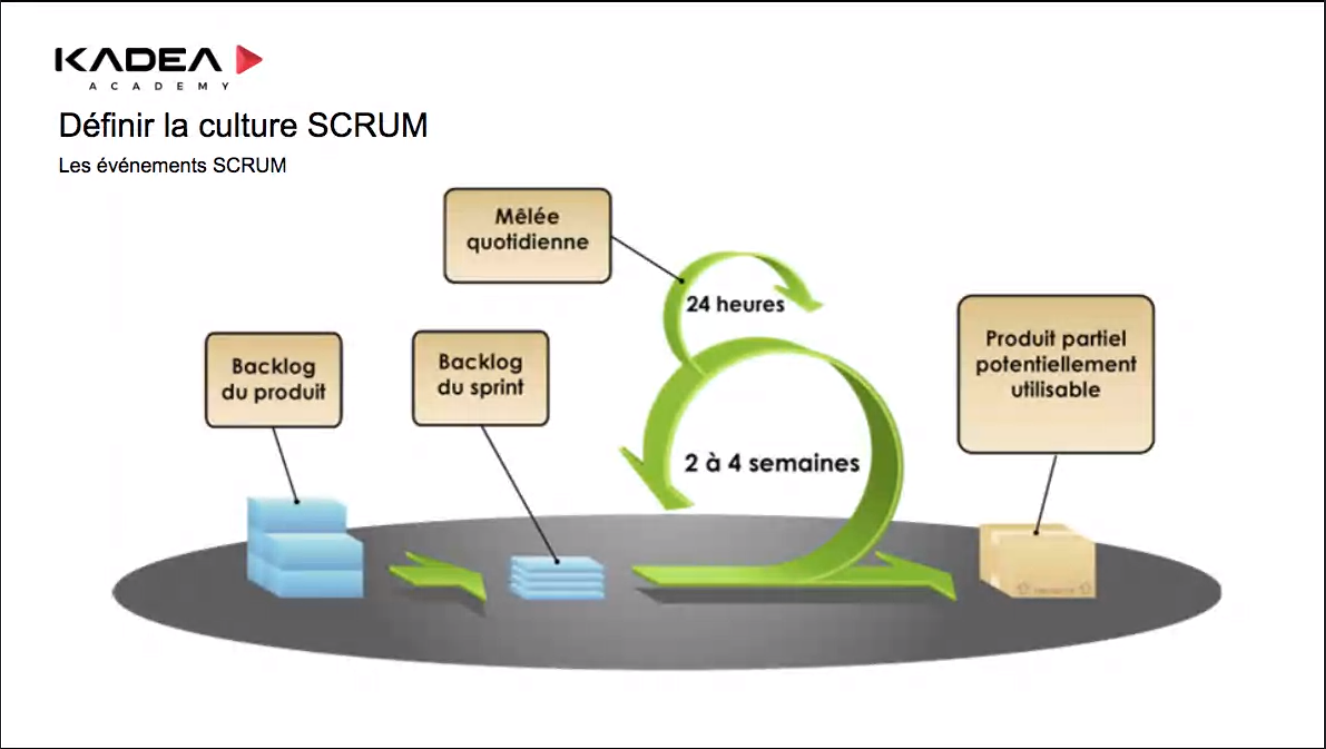 KADEA
ACADEMY
Définir la culture SCRUM
Les événements SCRUM
Mêlée
quotidienne
24 heures
Backlog
du produit
Backlog
du sprint
Produit partiel
potentiellement
utilisable
2 à 4 semaines